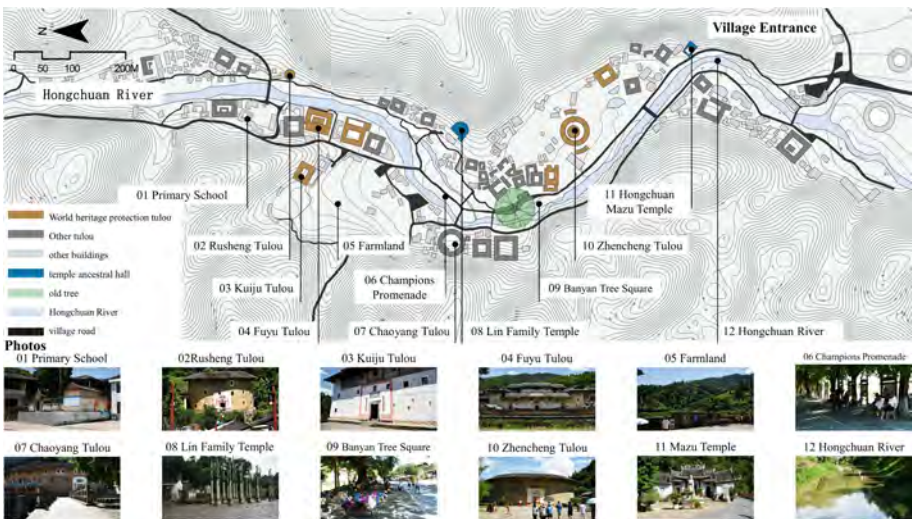 Village Entrance
N
0 50 100 200M
Hongchuan River
01 Primary School
02 Rusheng Tulou
03 Kuiju Tulou
04 Fuyu Tulou
05 Farmland
06 Champions
Promenade
07 Chaoyang Tulou
08 Lin Family Temple
09 Banyan Tree Square
10 Zhencheng Tulou
11 Hongchuan
Mazu Temple
12 Hongchuan River
World heritage protection tulou
Other tulou
other buildings
temple ancestral hall
old tree
Hongchuan River
village road
Photos
01 Primary School
02Rusheng Tulou
03 Kuiju Tulou
04 Fuyu Tulou
05 Farmland
06 Champions Promenade
07 Chaoyang Tulou
08 Lin Family Temple
09 Banyan Tree Square
10 Zhencheng Tulou
11 Mazu Temple
12 Hongchuan River